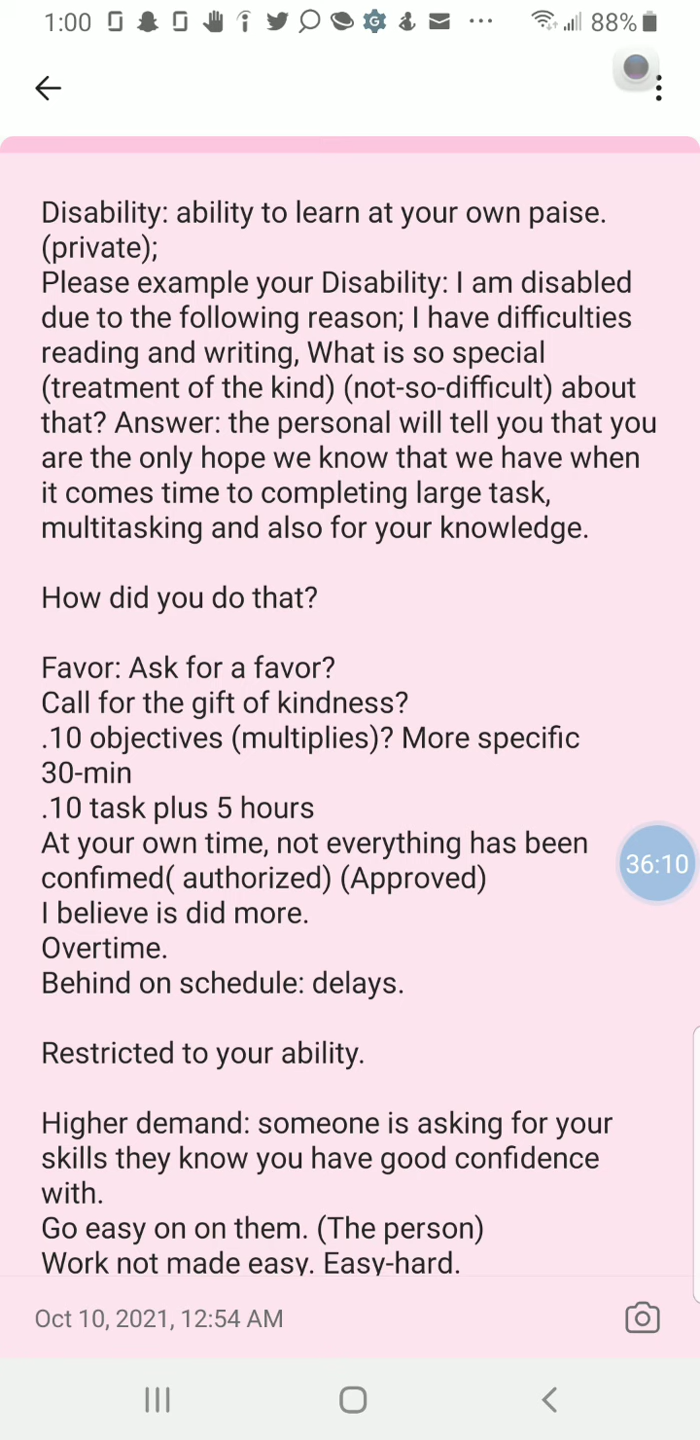 1:00 88%
Disability: ability to learn at your own paise.
(private);
Please example your Disability: I am disabled
due to the following reason; I have difficulties
reading and writing, What is so special
(treatment of the kind) (not-so-difficult) about
that? Answer: the personal will tell you that you
are the only hope we know that we have when
it comes time to completing large task,
multitasking and also for your knowledge.
How did you do that?
Favor: Ask for a favor?
Call for the gift of kindness?
.10 objectives (multiplies)? More specific
30-min
.10 task plus 5 hours
At your own time, not everything has been
confimed( authorized) (Approved)
36:10
I believe is did more.
Overtime.
Behind on schedule: delays.
Restricted to your ability.
Higher demand: someone is asking for your
skills they know you have good confidence
with.
Go easy on on them. (The person)
Work not made easy. Easy-hard.
Oct 10, 2021, 12:54 AM